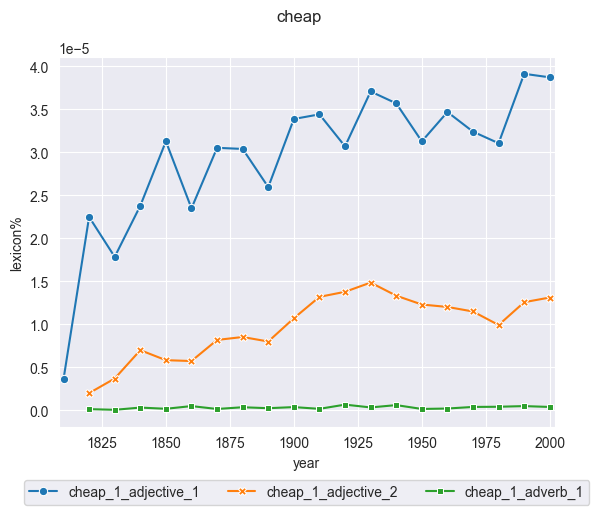 cheap
1e−5
4.0
3.5
3.0
2.5
2.0
1.5
1.0
0.5
0.0
lexicon%
1825 1850 1875 1900 1925 1950 1975 2000
year
cheap_1_adjective_1 cheap_1_adjective_2 cheap_1_adverb_1